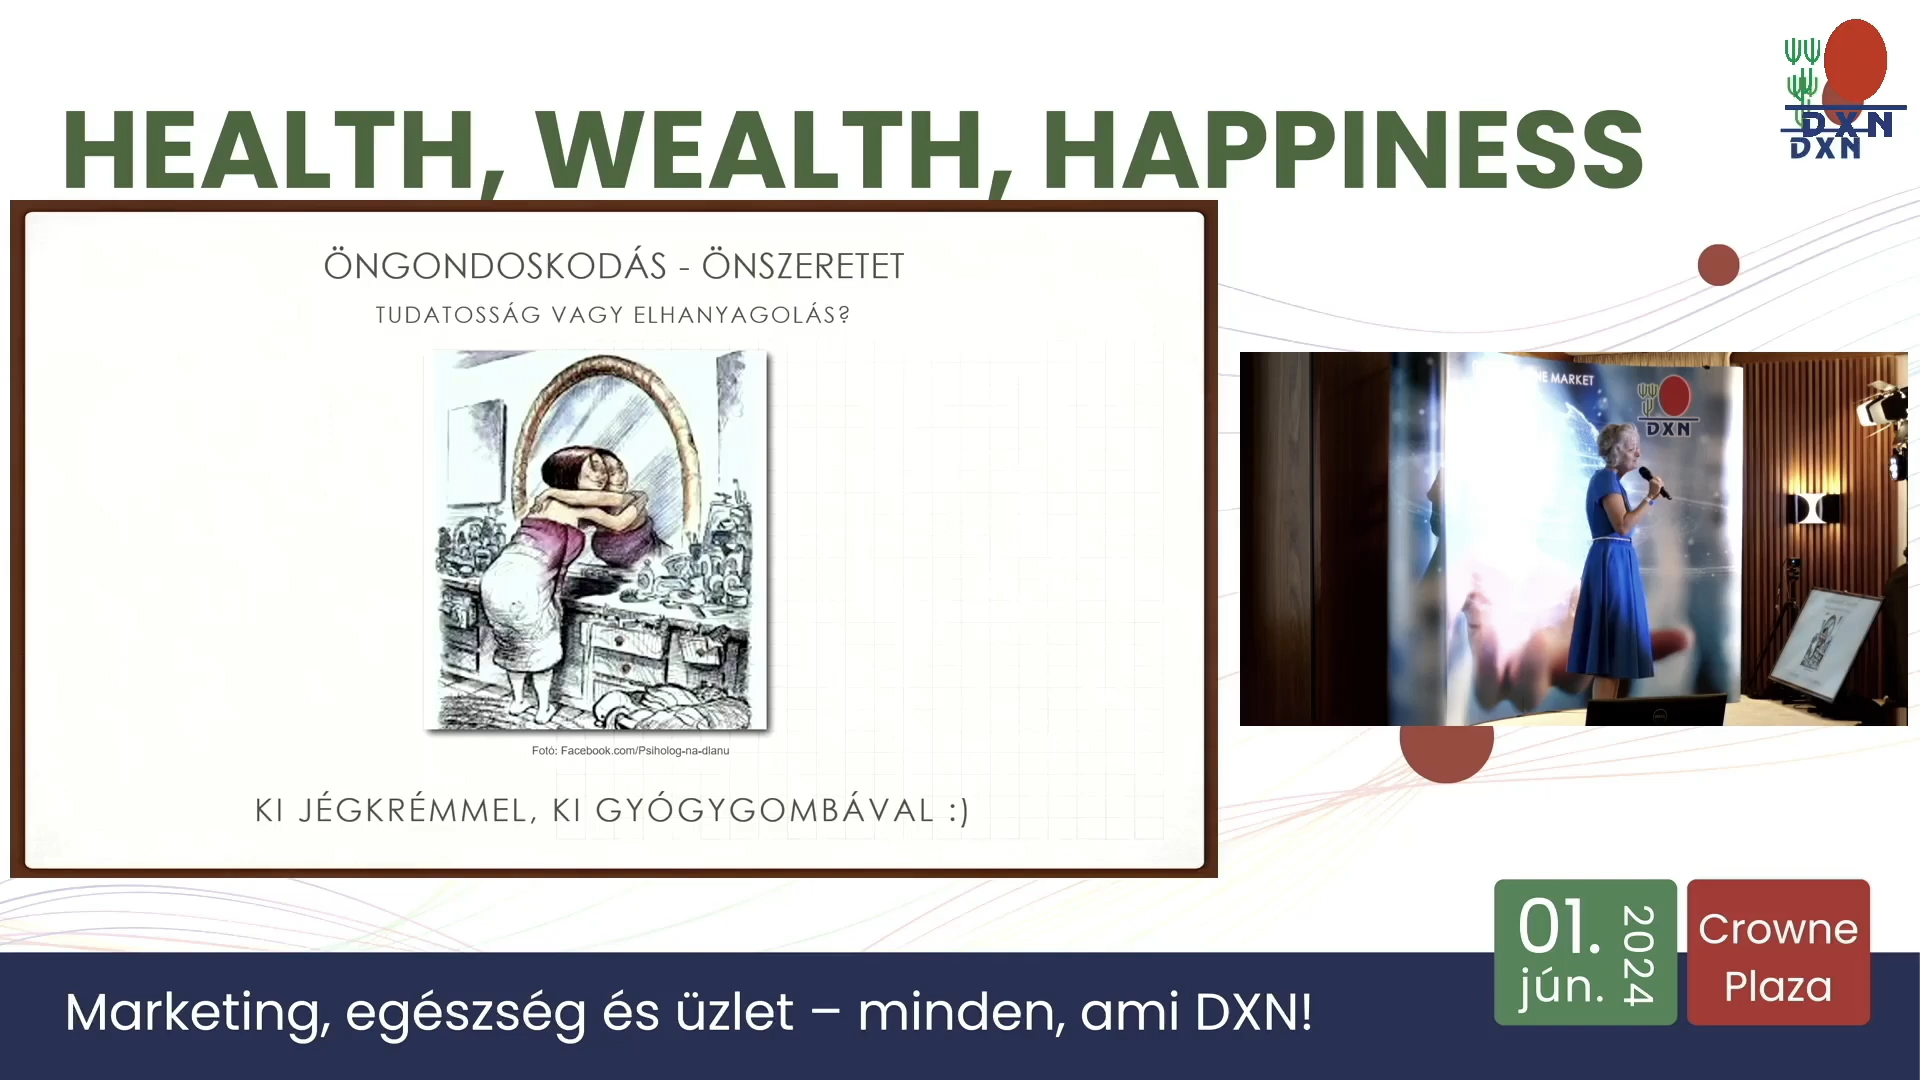 HEALTH, WEALTH, HAPPINESS
DXN
DXN
ÖNGONDOSKODÁS - ÖNSZERETET
TUDATOSSÁG VAGY ELHANYAGOLÁS?
Fotó: Facebook.com/Psiholog-na-dlanu
KI JÉGKRÉMMEL, KI GYÓGYGOMBÁVAL :)
MARKET
DXN
01.
jún.
2024
Crowne
Plaza
Marketing, egészség és üzlet – minden, ami DXN!